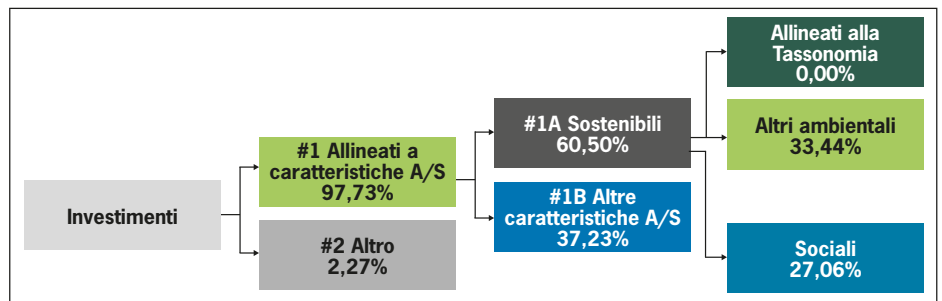 Investimenti
#1 Allineati a
caratteristiche A/S
97,73%
#2 Altro
2,27%
#1A Sostenibili
60,50%
#1B Altre
caratteristiche A/S
37,23%
Allineati alla
Tassonomia
0,00%
Altri ambientali
33,44%
Sociali
27,06%